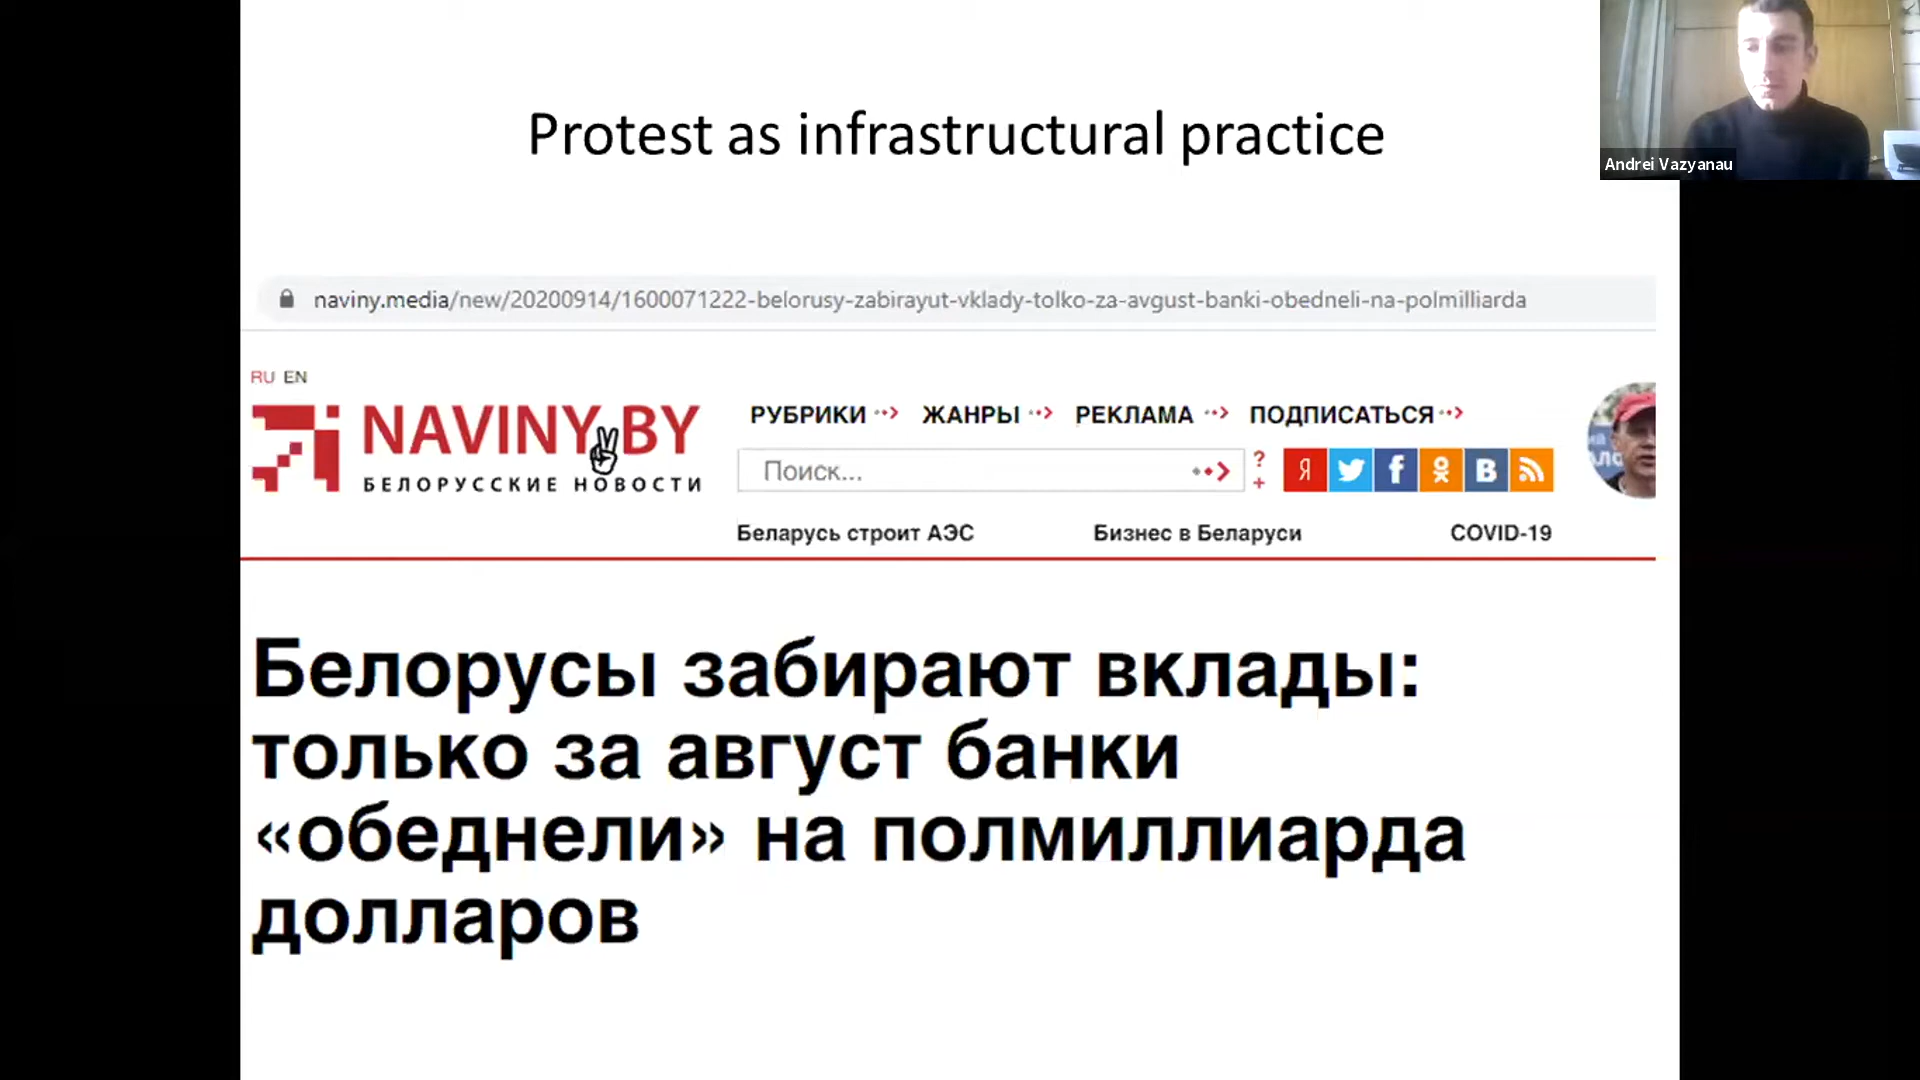 Protest as infrastructural practice
Andrei Vazyanau
naviny.media/new/20200914/1600071222-belorusy-zabirayut-vklady-tolko-za-avgust-banki-obedneli-na-polmilliarda
RU EN
NAVINY BY
БЕЛОРУССКИЕ НОВОСТИ
РУБРИКИ ЖАНРЫ РЕКЛАМА ПОДПИСАТЬСЯ
Поиск... ? +
Я f B
Беларусь строит АЭС Бизнес в Беларуси COVID-19
Белорусы забирают вклады:
только за август банки
«обеднели» на полмиллиарда
долларов